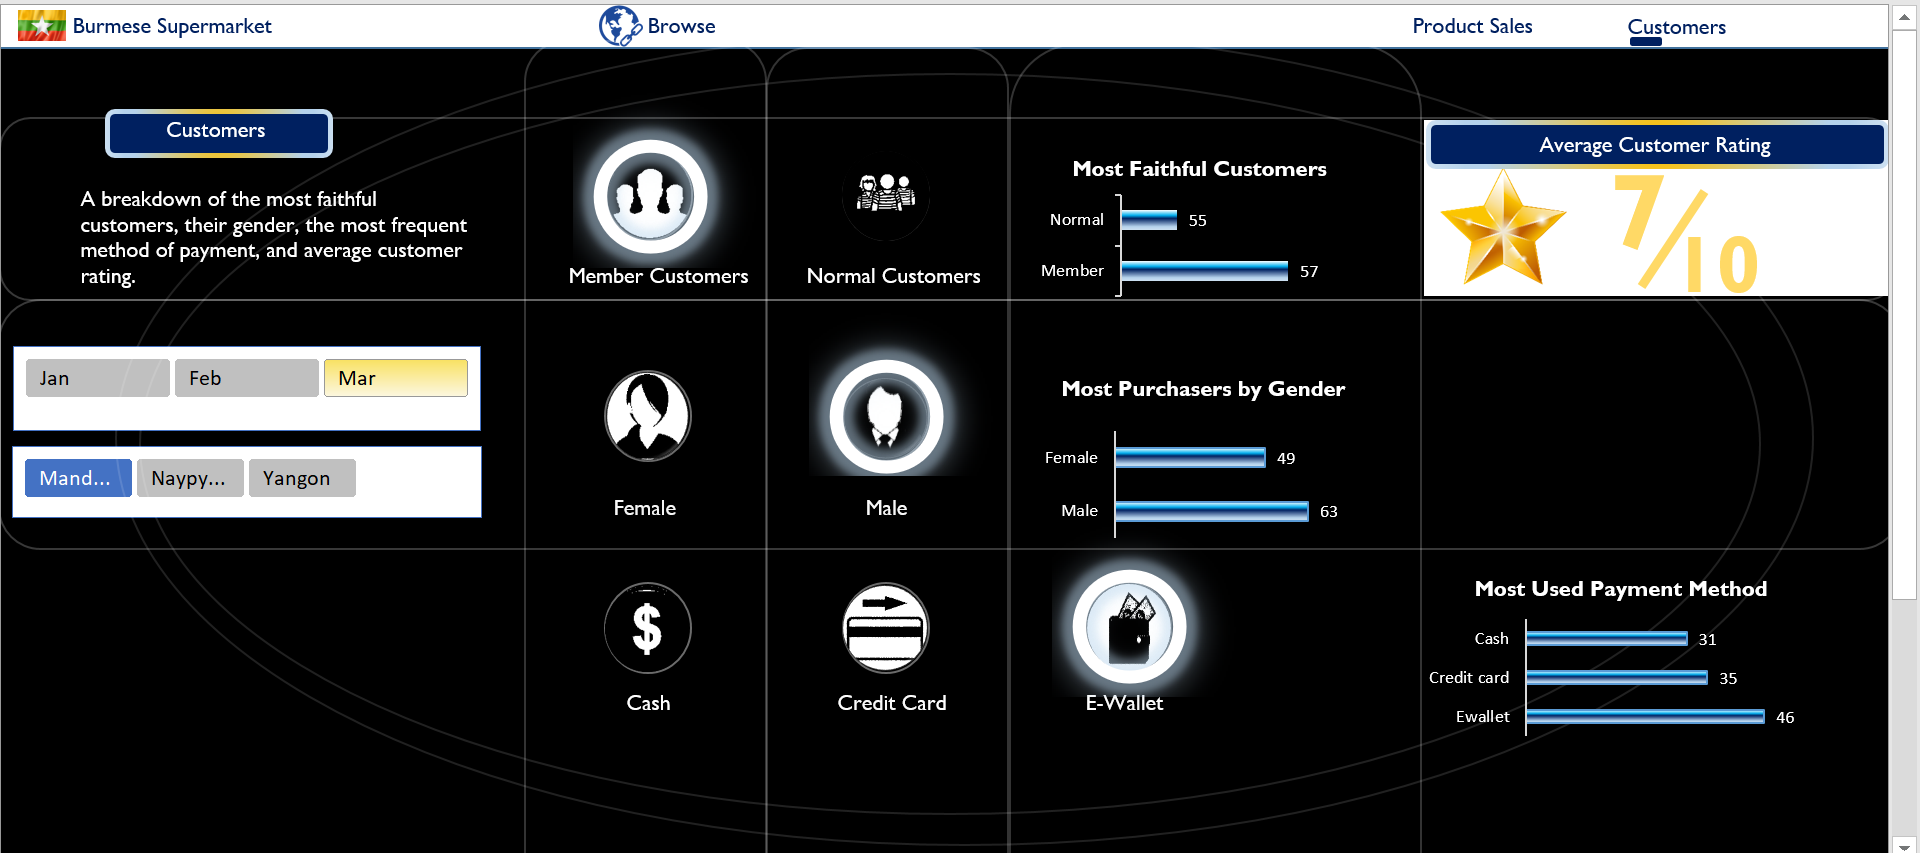 Burmese Supermarket
Browse
Product Sales
Customers
Customers
A breakdown of the most faithful
customers, their gender, the most frequent
method of payment, and average customer
rating.
Member Customers
Normal Customers
Most Faithful Customers
Normal 55
Member 57
Average Customer Rating
7/10
Jan
Feb
Mar
Mand...
Naypy...
Yangon
Female
Male
Most Purchasers by Gender
Female 49
Male 63
$
Cash
Credit Card
E-Wallet
Most Used Payment Method
Cash 31
Credit card 35
Ewallet 46